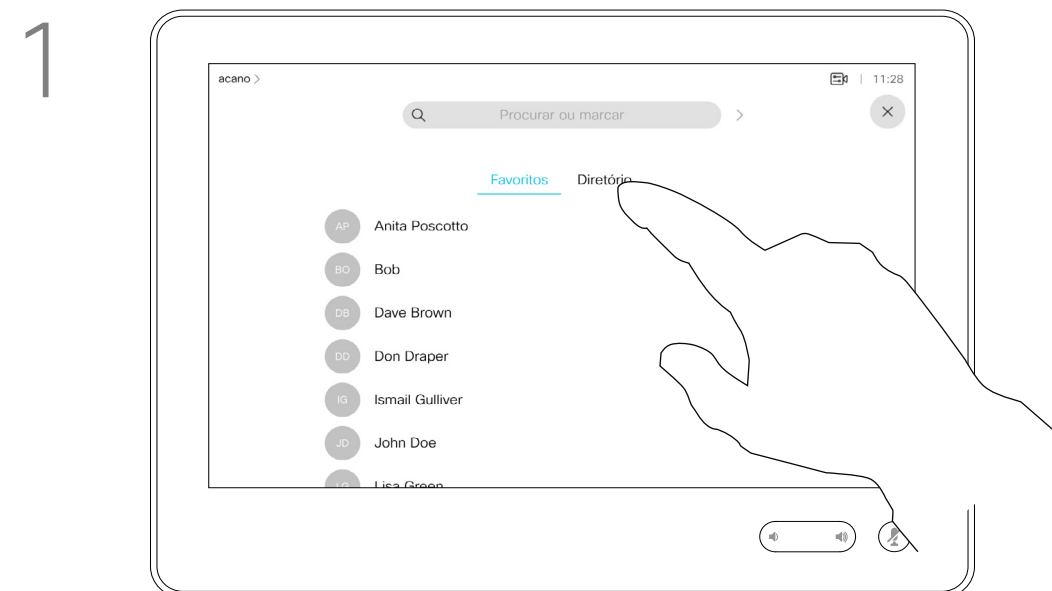 1
acano >
11:28
Procurar ou marcar
Favoritos Diretório
AP Anita Poscotto
BO Bob
DB Dave Brown
DD Don Draper
IG Ismail Gulliver
JD John Doe
LG Lisa Green